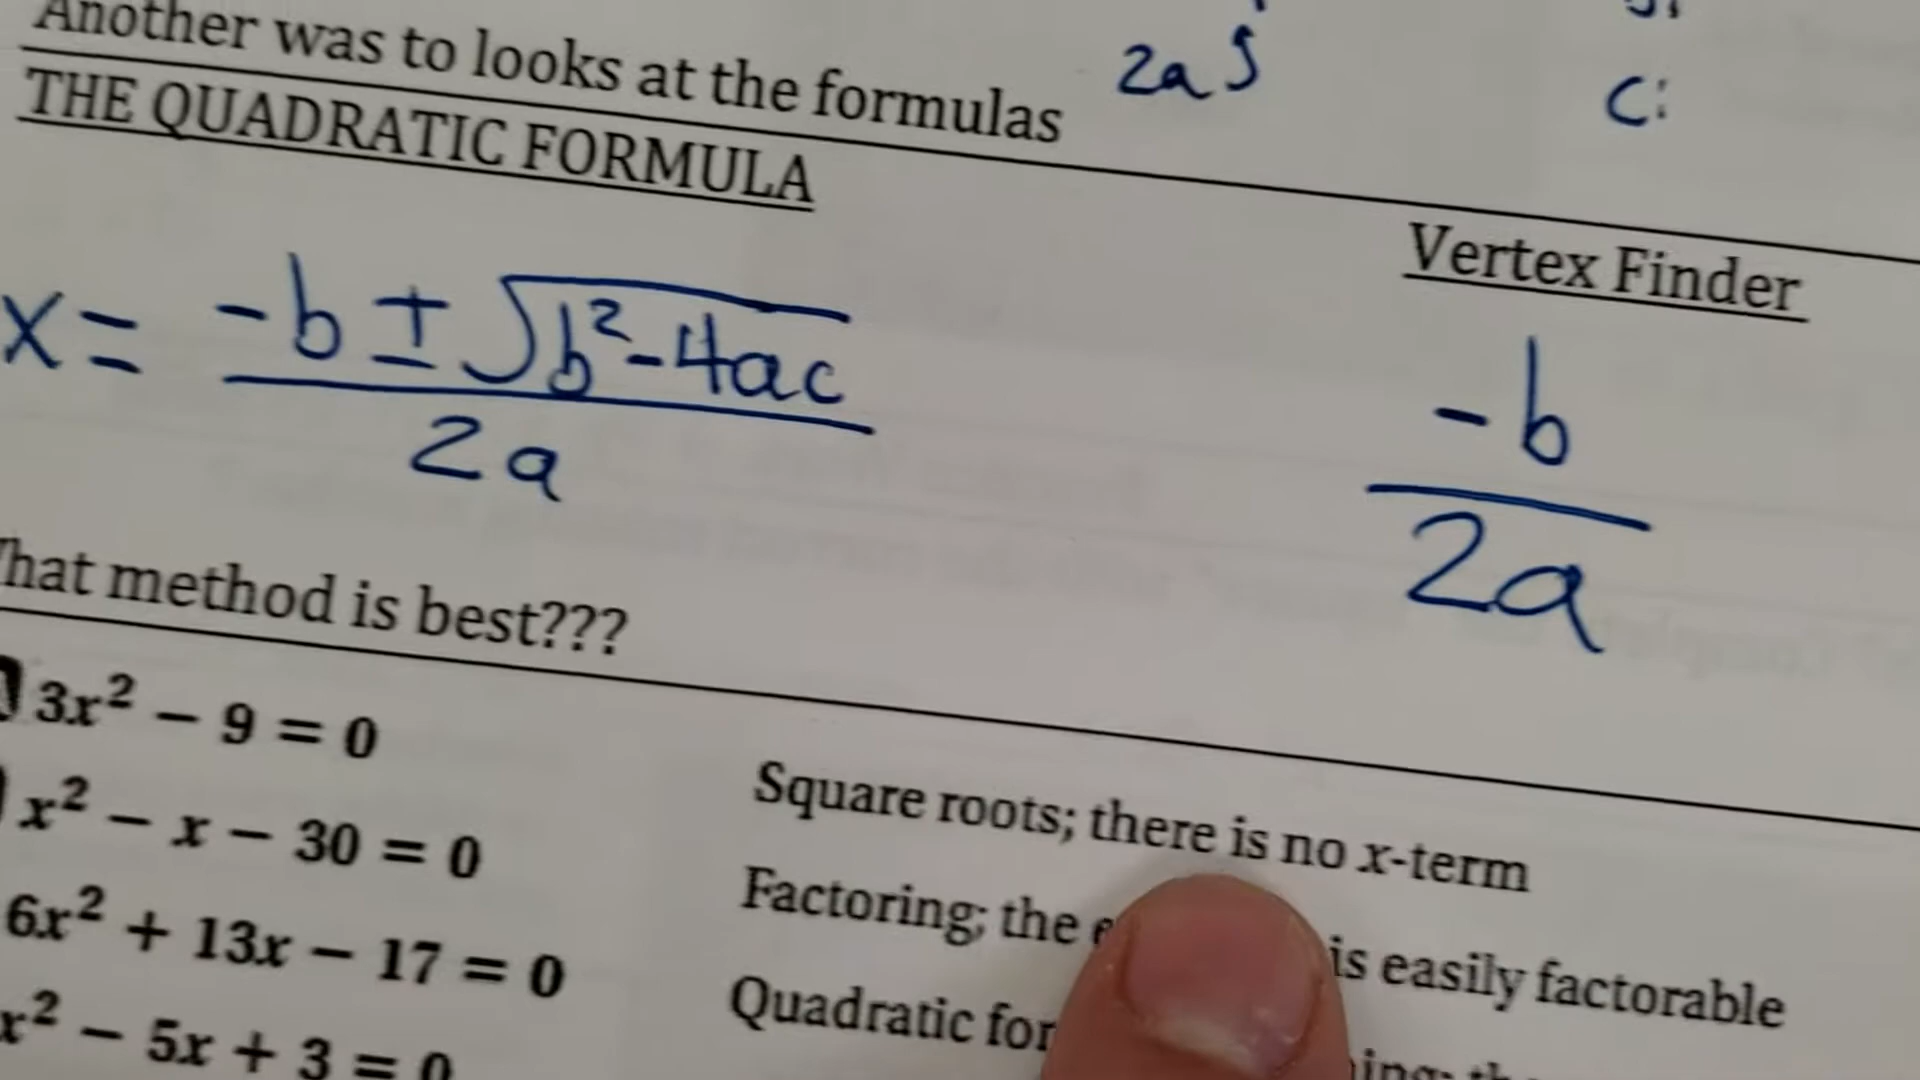 Another was to looks at the formulas
2a
c:
THE QUADRATIC FORMULA
x = -b ± √b² - 4ac / 2a
Vertex Finder
-b / 2a
hat method is best???
3x² − 9 = 0
Square roots; there is no x-term
x² − x − 30 = 0
Factoring; the is easily factorable
6x² + 13x − 17 = 0
Quadratic for
x² − 5x + 3 = 0